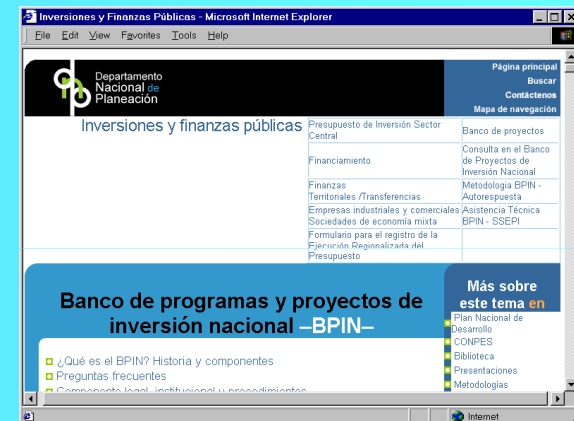 Inversiones y Finanzas Públicas - Microsoft Internet Explorer
File Edit View Favorites Tools Help
Departamento
Nacional de
Planeación
Página principal
Buscar
Contáctenos
Mapa de navegación
Inversiones y finanzas públicas
Presupuesto de Inversión Sector
Central
Banco de proyectos
Financiamiento
Consulta en el Banco
de Proyectos de
Inversión Nacional
Finanzas
Territoriales /Transferencias
Metodologia BPIN -
Autorespuesta
Empresas industriales y comerciales
Sociedades de economía mixta
Asistencia Técnica
BPIN - SSEPI
Formulario para el registro de la
Ejecución Regionalizada del
Presupuesto
Banco de programas y proyectos de
inversión nacional –BPIN–
¿Qué es el BPIN? Historia y componentes
Preguntas frecuentes
Componente legal, institucional y procedimientos
Más sobre
este tema en
Plan Nacional de
Desarrollo
CONPES
Biblioteca
Presentaciones
Metodologías
Internet